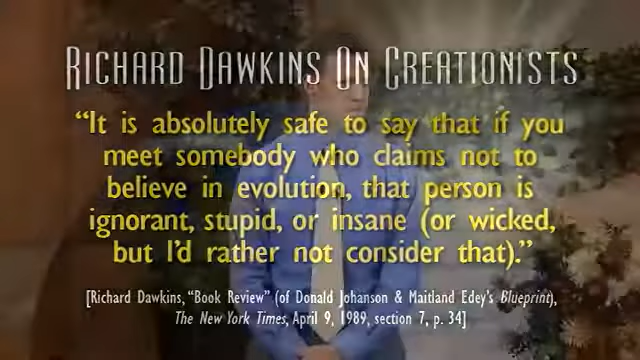 RICHARD DAWKINS ON CREATIONISTS
“It is absolutely safe to say that if you
meet somebody who claims not to
believe in evolution, that person is
ignorant, stupid, or insane (or wicked,
but I’d rather not consider that).”
[Richard Dawkins, “Book Review” (of Donald Johanson & Maitland Edey’s Blueprint),
The New York Times, April 9, 1989, section 7, p. 34]